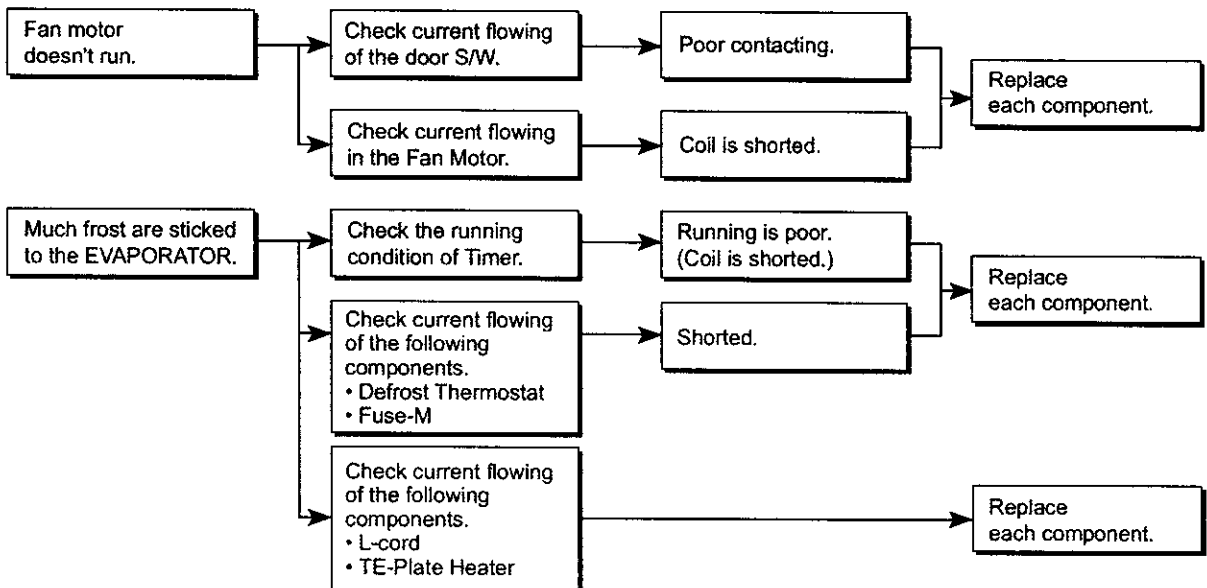 Fan motor
doesn't run.
Check current flowing
of the door S/W.
Poor contacting.
Replace
each component.
Check current flowing
in the Fan Motor.
Coil is shorted.
Much frost are sticked
to the EVAPORATOR.
Check the running
condition of Timer.
Running is poor.
(Coil is shorted.)
Replace
each component.
Check current flowing
of the following
components.
• Defrost Thermostat
• Fuse-M
Shorted.
Check current flowing
of the following
components.
• L-cord
• TE-Plate Heater
Replace
each component.